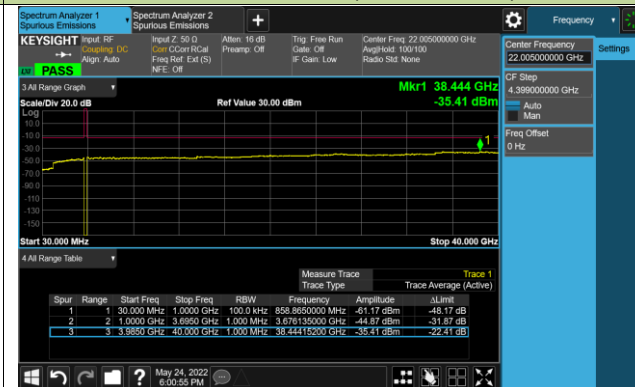 Spectrum Analyzer 1
Spurious Emissions
Spectrum Analyzer 2
Spurious Emissions
Frequency
KEYSIGHT
Input: RF
Coupling: DC
Align: Auto
Input Z: 50 Ω
Corr CCorr RCal
Freq Ref: Ext (S)
NFE: Off
Atten: 16 dB
Preamp: Off
Trig: Free Run
Gate: Off
IF Gain: Low
Center Freq: 22.005000000 GHz
Avg|Hold: 100/100
Radio Std: None
PASS
Center Frequency
22.005000000 GHz
Settings
CF Step
4.399000000 GHz
Auto
Man
Freq Offset
0 Hz
3 All Range Graph
Mkr1 38.444 GHz
-35.41 dBm
Scale/Div 20.0 dB
Ref Value 30.00 dBm
Log
10.0
-10.0
-30.0
-50.0
-70.0
-90.0
-110
-130
-150
1
Start 30.000 MHz
Stop 40.000 GHz
4 All Range Table
Measure Trace Trace 1
Trace Type Trace Average (Active)
Spur Range Start Freq Stop Freq RBW Frequency Amplitude ΔLimit
1 1 30.000 MHz 1.0000 GHz 100.0 kHz 858.8650000 MHz -61.17 dBm -48.17 dB
2 2 1.0000 GHz 3.6950 GHz 1.000 MHz 3.676135000 GHz -44.87 dBm -31.87 dB
3 3 3.9850 GHz 40.000 GHz 1.000 MHz 38.44415200 GHz -35.41 dBm -22.41 dB
May 24, 2022
6:00:55 PM